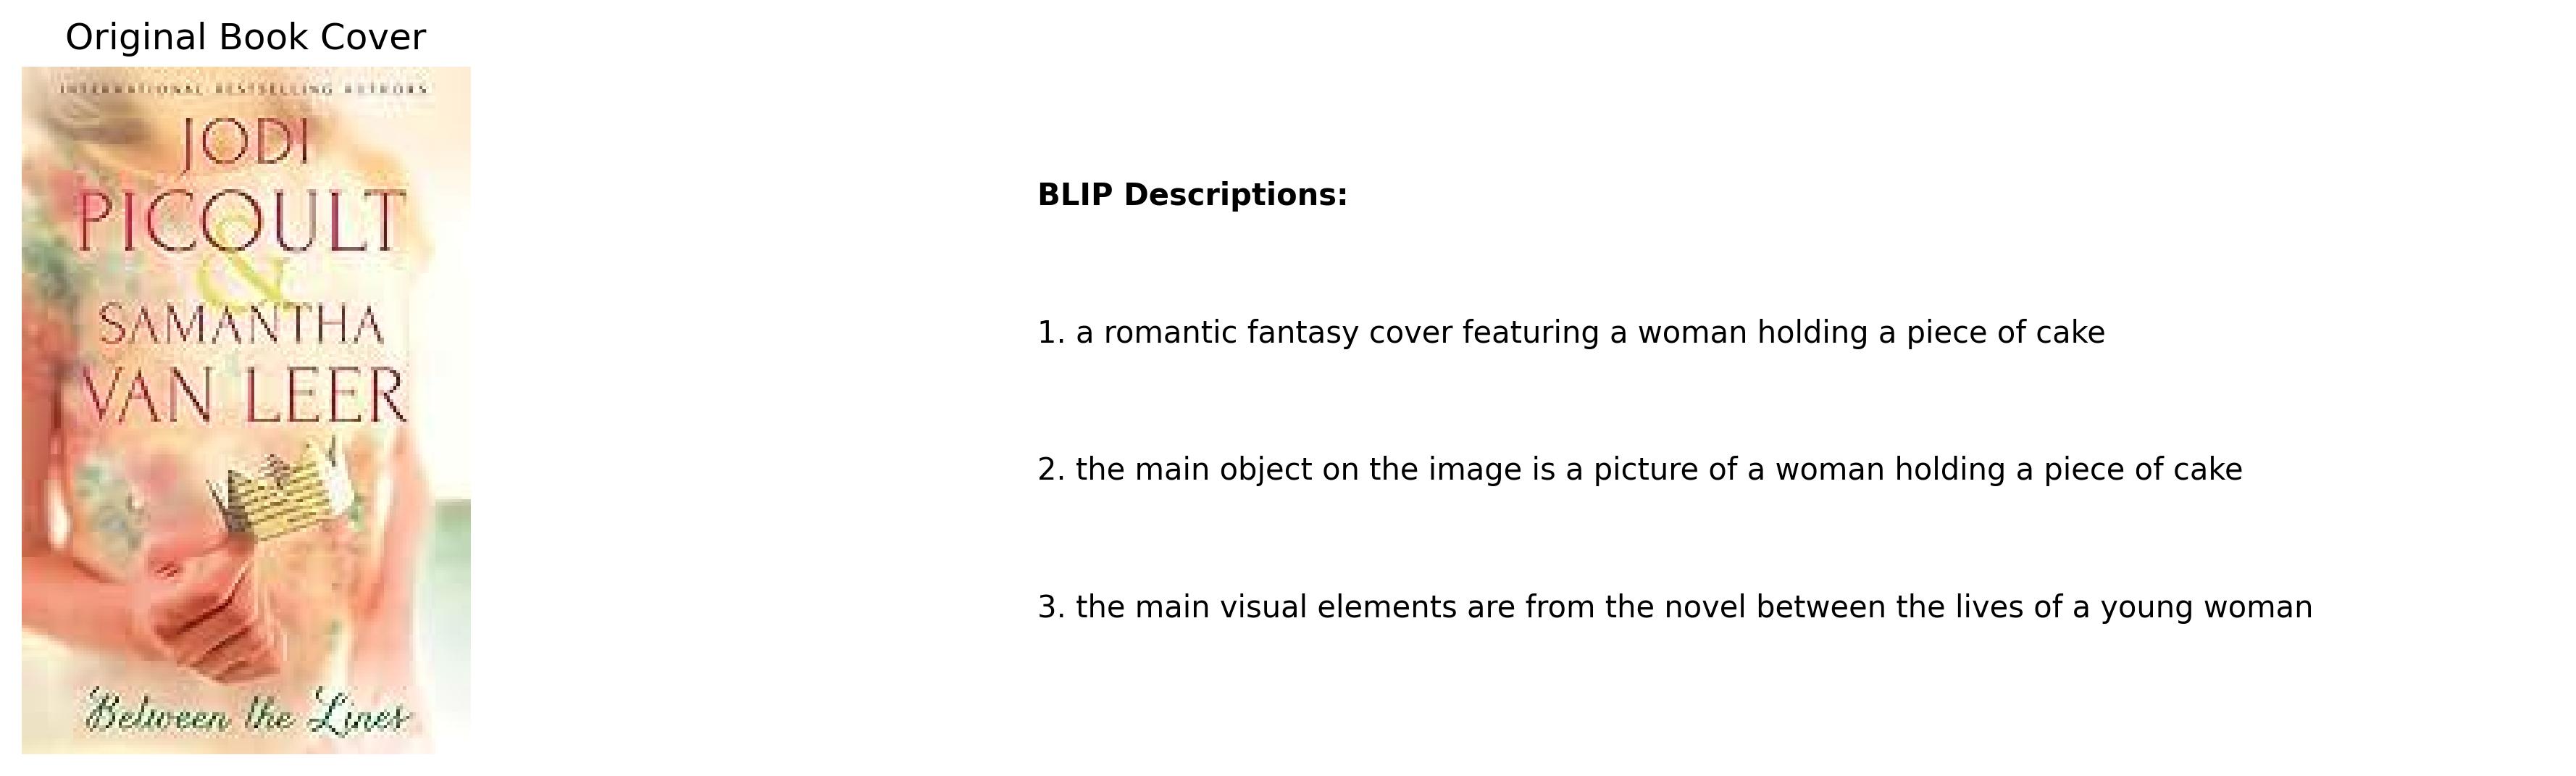 Original Book Cover
INTERNATIONAL BESTSELLING AUTHORS
JODI
PICOULT
&
SAMANTHA
VAN LEER
Between the Lines
BLIP Descriptions:
1. a romantic fantasy cover featuring a woman holding a piece of cake
2. the main object on the image is a picture of a woman holding a piece of cake
3. the main visual elements are from the novel between the lives of a young woman